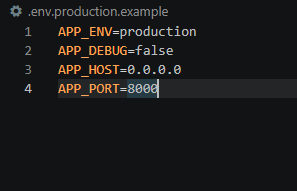 .env.production.example
1 APP_ENV=production
2 APP_DEBUG=false
3 APP_HOST=0.0.0.0
4 APP_PORT=8000